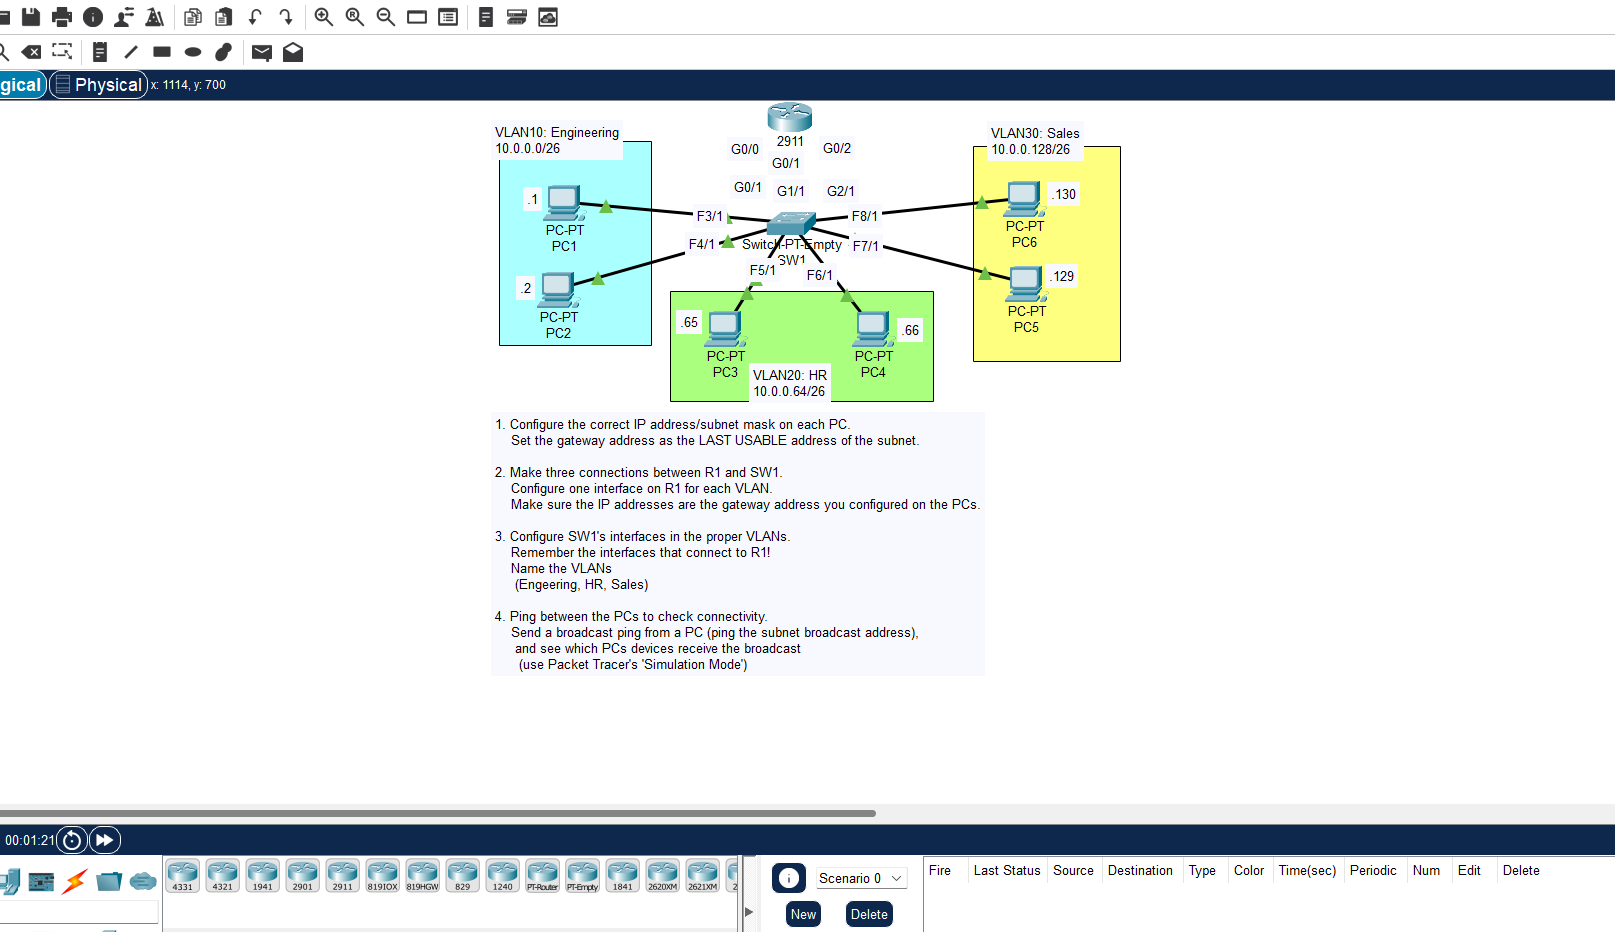 gical
Physical
x: 1114, y: 700
VLAN10: Engineering
10.0.0.0/26
2911
G0/0
G0/2
G0/1
VLAN30: Sales
10.0.0.128/26
G0/1
G1/1
G2/1
.1
PC-PT
PC1
F3/1
F8/1
.130
PC-PT
PC6
F4/1
Switch-PT-Empty
SW1
F7/1
F5/1
F6/1
.2
PC-PT
PC2
.129
PC-PT
PC5
.65
PC-PT
PC3
.66
PC-PT
PC4
VLAN20: HR
10.0.0.64/26
1. Configure the correct IP address/subnet mask on each PC.
Set the gateway address as the LAST USABLE address of the subnet.
2. Make three connections between R1 and SW1.
Configure one interface on R1 for each VLAN.
Make sure the IP addresses are the gateway address you configured on the PCs.
3. Configure SW1's interfaces in the proper VLANs.
Remember the interfaces that connect to R1!
Name the VLANs
(Engeering, HR, Sales)
4. Ping between the PCs to check connectivity.
Send a broadcast ping from a PC (ping the subnet broadcast address),
and see which PCs devices receive the broadcast
(use Packet Tracer's 'Simulation Mode')
00:01:21
4331 4321 1941 2901 2911 819IOX 819HGW 829 1240 PT-Router PT-Empty 1841 2620XM 2621XM 2
Scenario 0
New
Delete
Fire Last Status Source Destination Type Color Time(sec) Periodic Num Edit Delete